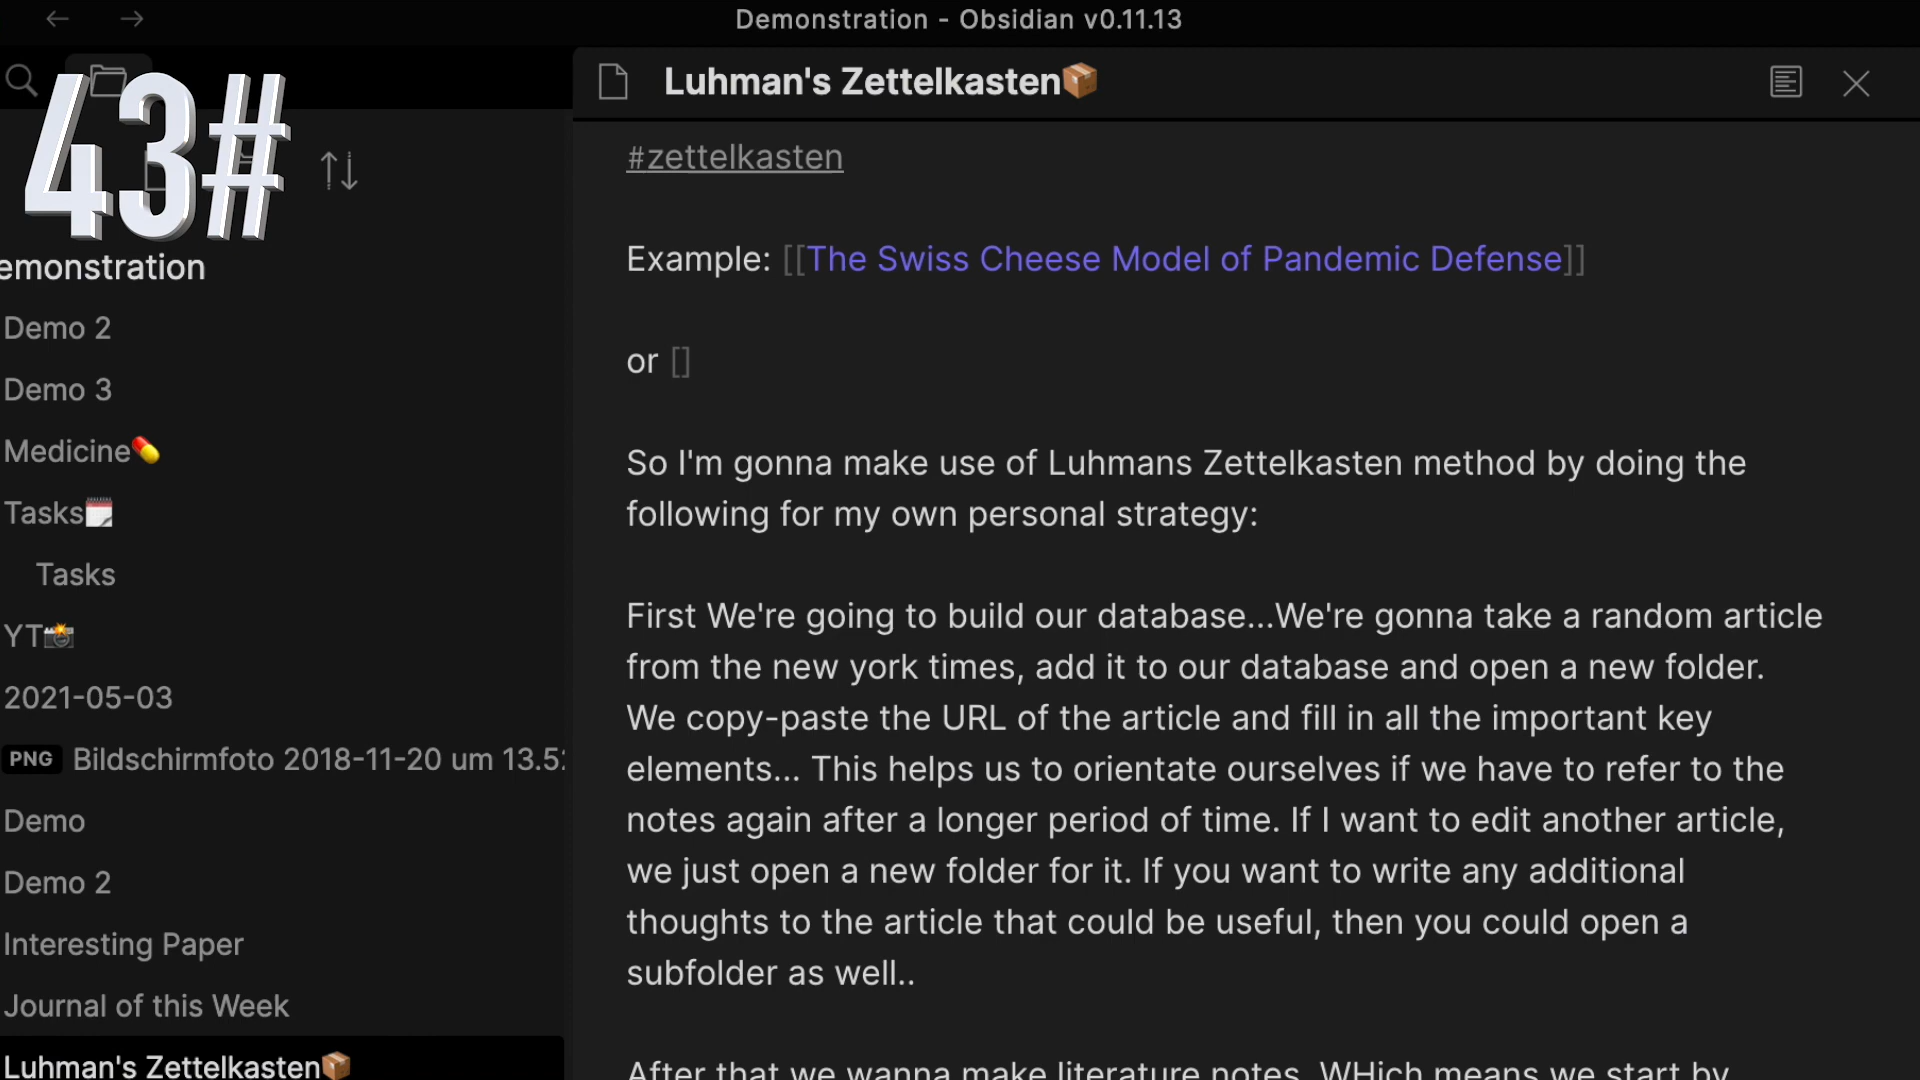 Demonstration - Obsidian v0.11.13
43#
Luhman's Zettelkasten📦
emonstration
Demo 2
Demo 3
Medicine💊
Tasks🗓
Tasks
YT📸
2021-05-03
PNG Bildschirmfoto 2018-11-20 um 13.52
Demo
Demo 2
Interesting Paper
Journal of this Week
Luhman's Zettelkasten📦
#zettelkasten
Example: [[The Swiss Cheese Model of Pandemic Defense]]
or []
So I'm gonna make use of Luhmans Zettelkasten method by doing the
following for my own personal strategy:
First We're going to build our database...We're gonna take a random article
from the new york times, add it to our database and open a new folder.
We copy-paste the URL of the article and fill in all the important key
elements... This helps us to orientate ourselves if we have to refer to the
notes again after a longer period of time. If I want to edit another article,
we just open a new folder for it. If you want to write any additional
thoughts to the article that could be useful, then you could open a
subfolder as well..
After that we wanna make literature notes. WHich means we start by